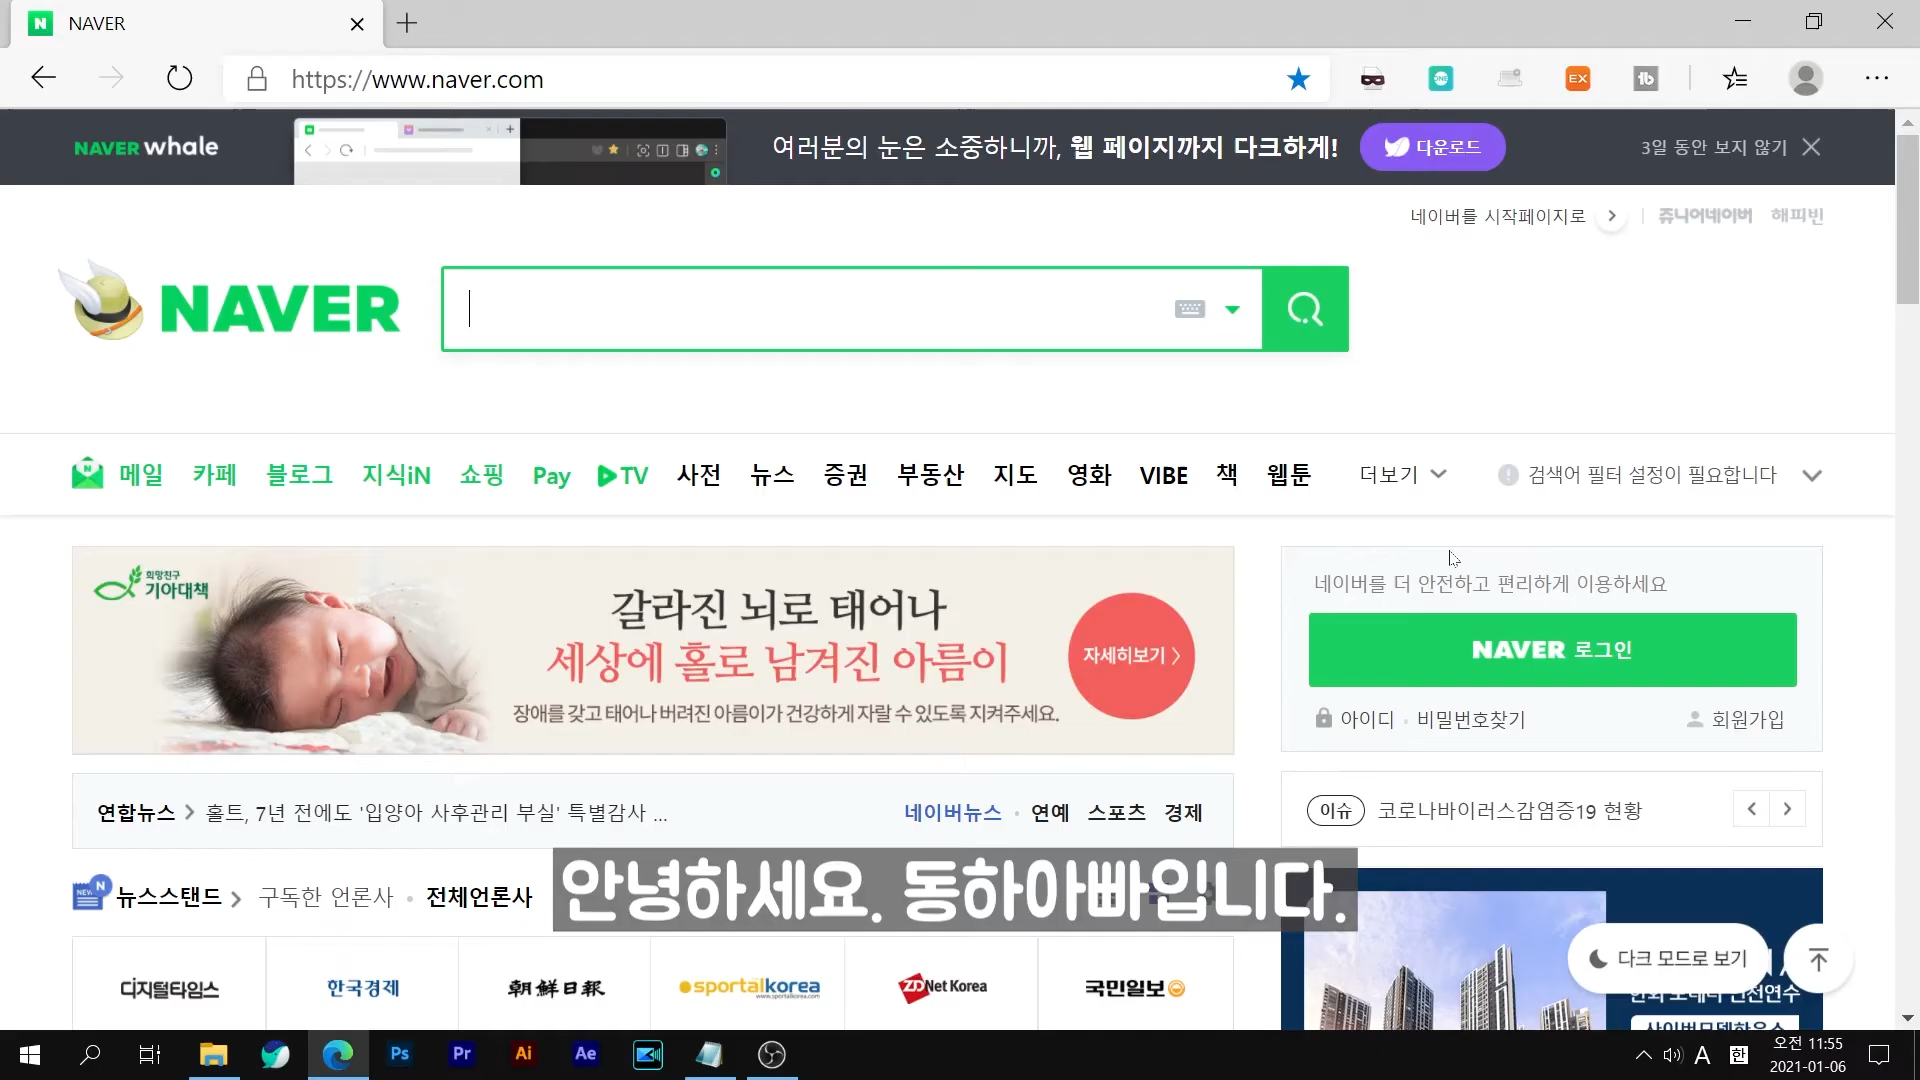 NAVER
https://www.naver.com
EX
NAVER whale
여러분의 눈은 소중하니까, 웹 페이지까지 다크하게!
다운로드
3일 동안 보지 않기
네이버를 시작페이지로
쥬니어네이버 해피빈
NAVER
메일 카페 블로그 지식iN 쇼핑 Pay TV 사전 뉴스 증권 부동산 지도 영화 VIBE 책 웹툰 더보기
검색어 필터 설정이 필요합니다
희망친구
기아대책
갈라진 뇌로 태어나
세상에 홀로 남겨진 아름이
장애를 갖고 태어나 버려진 아름이가 건강하게 자랄 수 있도록 지켜주세요.
자세히보기
네이버를 더 안전하고 편리하게 이용하세요
NAVER 로그인
아이디 · 비밀번호찾기
회원가입
연합뉴스 홀트, 7년 전에도 '입양아 사후관리 부실' 특별감사 ...
네이버뉴스 · 연예 스포츠 경제
이슈 코로나바이러스감염증19 현황
뉴스스탠드 구독한 언론사 · 전체언론사
안녕하세요. 동하아빠입니다.
디지털타임스 한국경제 朝鮮日報 sportalkorea ZDNet Korea 국민일보
www.sportalkorea.com
다크 모드로 보기
Ps Pr Ai Ae
A 한
오전 11:55
2021-01-06